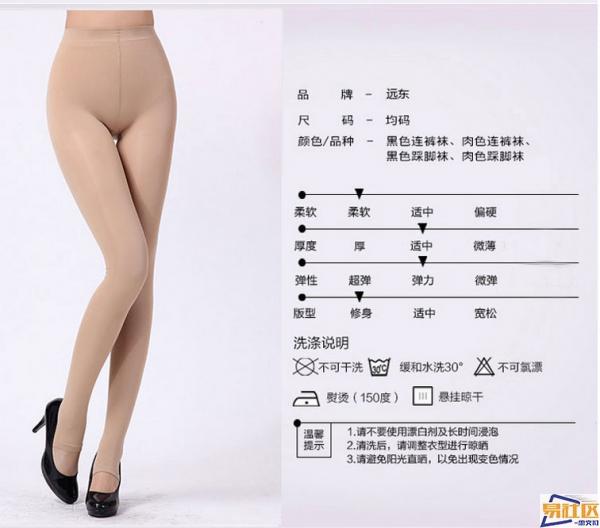 品 牌 - 远东
尺 码 - 均码
颜色/品种 - 黑色连裤袜、肉色连裤袜、
黑色踩脚袜、肉色踩脚袜
柔软 柔软 适中 偏硬
厚度 厚 适中 微薄
弹性 超弹 弹力 微弹
版型 修身 适中 宽松
洗涤说明
不可干洗 30℃ 缓和水洗30° 不可氯漂
熨烫（150度） 悬挂晾干
温馨
提示
1.请不要使用漂白剂及长时间浸泡
2.清洗后，请调整衣型进行晾晒
3.请避免阳光直晒，以免出现变色情况
易社区